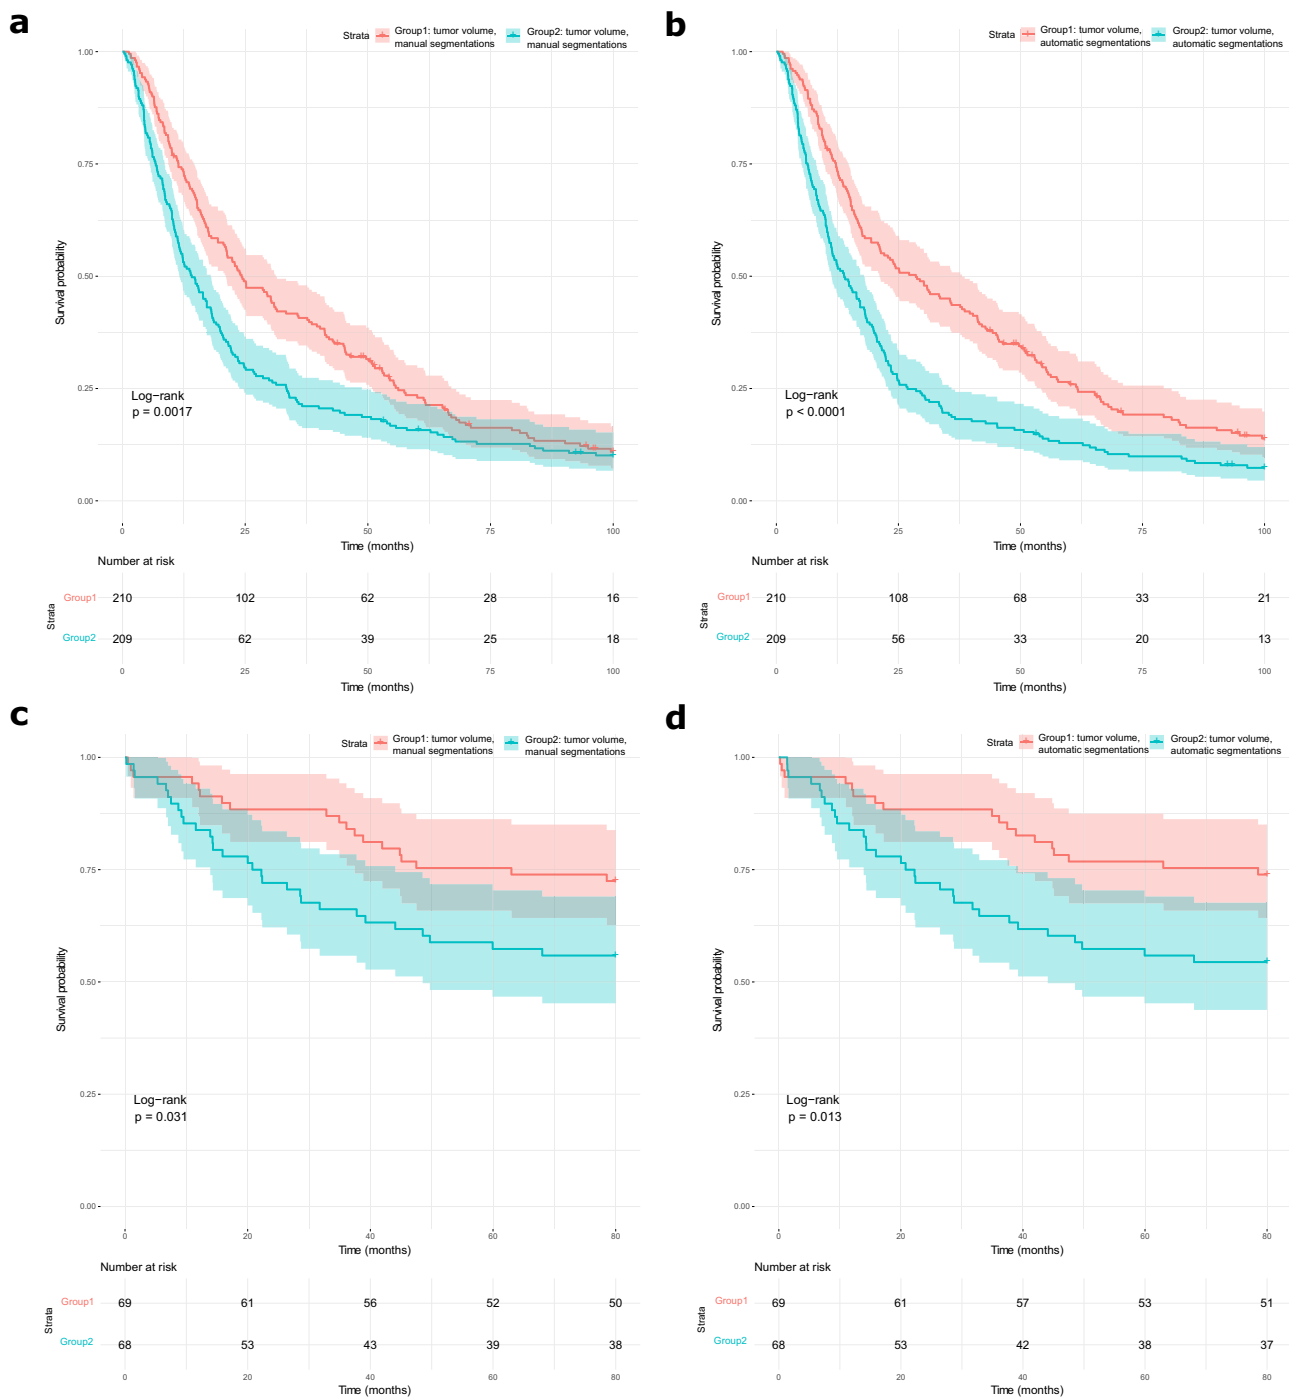 a
Strata
Group1: tumor volume,
manual segmentations
Group2: tumor volume,
manual segmentations
1.00
0.75
0.50
0.25
0.00
Survival probability
Log-rank
p = 0.0017
0 25 50 75 100
Time (months)
Number at risk
Strata
Group1 210 102 62 28 16
Group2 209 62 39 25 18
0 25 50 75 100
Time (months)
b
Strata
Group1: tumor volume,
automatic segmentations
Group2: tumor volume,
automatic segmentations
1.00
0.75
0.50
0.25
0.00
Survival probability
Log-rank
p < 0.0001
0 25 50 75 100
Time (months)
Number at risk
Strata
Group1 210 108 68 33 21
Group2 209 56 33 20 13
0 25 50 75 100
Time (months)
c
Strata
Group1: tumor volume,
manual segmentations
Group2: tumor volume,
manual segmentations
1.00
0.75
0.50
0.25
0.00
Survival probability
Log-rank
p = 0.031
0 20 40 60 80
Time (months)
Number at risk
Strata
Group1 69 61 56 52 50
Group2 68 53 43 39 38
0 20 40 60 80
Time (months)
d
Strata
Group1: tumor volume,
automatic segmentations
Group2: tumor volume,
automatic segmentations
1.00
0.75
0.50
0.25
0.00
Survival probability
Log-rank
p = 0.013
0 20 40 60 80
Time (months)
Number at risk
Strata
Group1 69 61 57 53 51
Group2 68 53 42 38 37
0 20 40 60 80
Time (months)